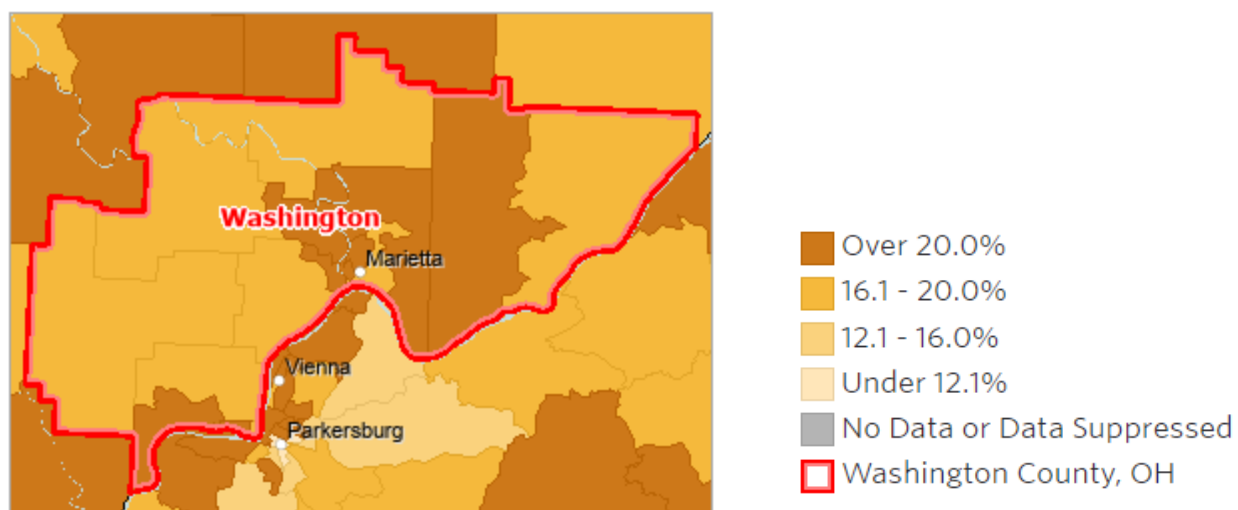 Washington
Marietta
Vienna
Parkersburg
Over 20.0%
16.1 - 20.0%
12.1 - 16.0%
Under 12.1%
No Data or Data Suppressed
Washington County, OH